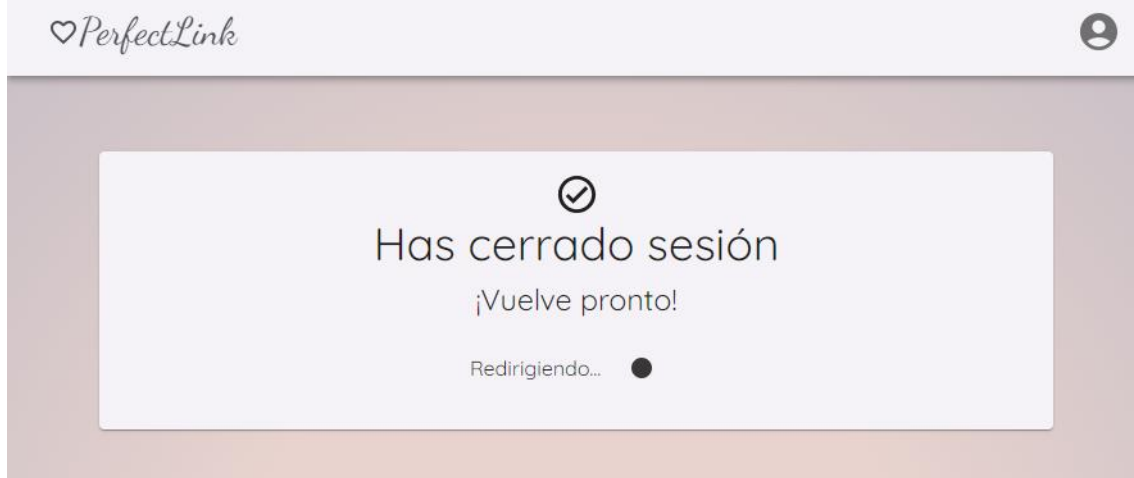 PerfectLink
Has cerrado sesión
¡Vuelve pronto!
Redirigiendo...